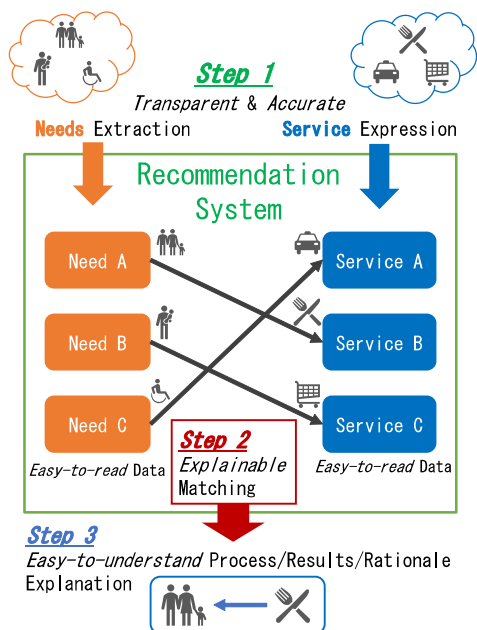 Step 1
Transparent & Accurate
Needs Extraction
Service Expression
Recommendation
System
Need A
Service A
Need B
Service B
Need C
Service C
Easy-to-read Data
Step 2
Explainable
Matching
Easy-to-read Data
Step 3
Easy-to-understand Process/Results/Rationale
Explanation